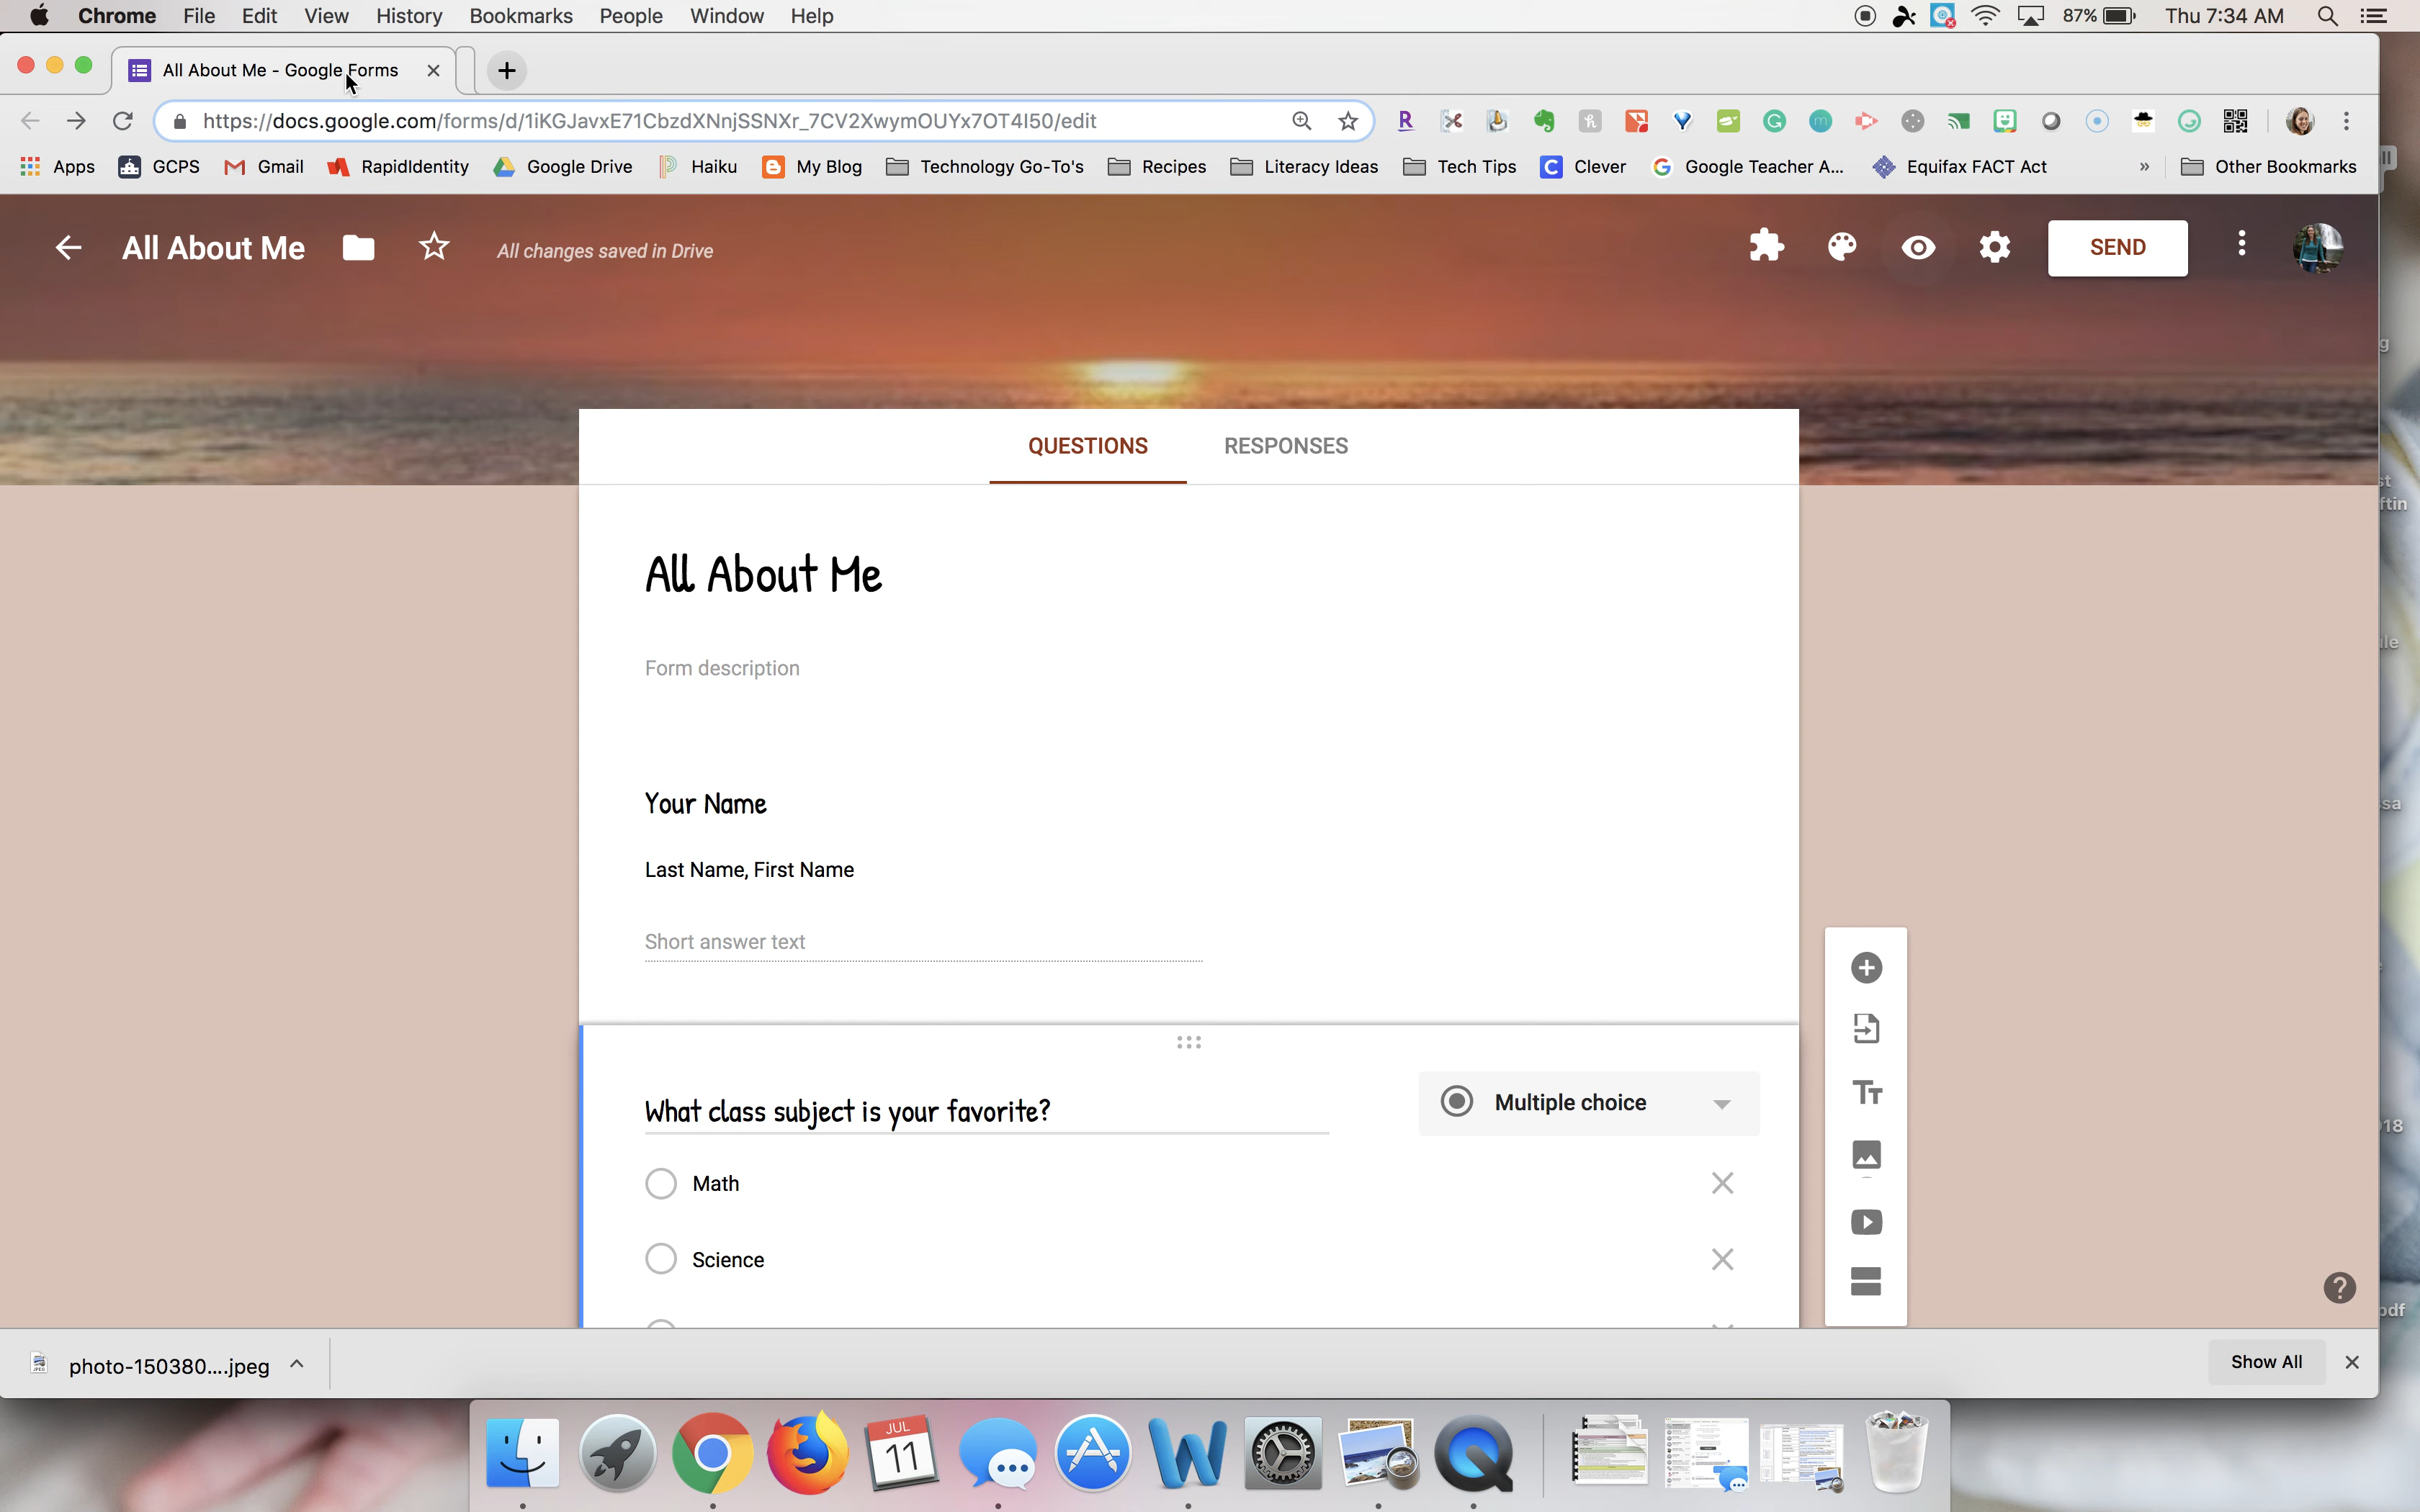 Chrome File Edit View History Bookmarks People Window Help 87% Thu 7:34 AM
All About Me - Google Forms
https://docs.google.com/forms/d/1iKGJavxE71CbzdXNnjSSNXr_7CV2XwymOUYx7OT4I50/edit
Apps GCPS Gmail RapidIdentity Google Drive Haiku My Blog Technology Go-To's Recipes Literacy Ideas Tech Tips Clever Google Teacher A... Equifax FACT Act » Other Bookmarks
All About Me All changes saved in Drive SEND
QUESTIONS RESPONSES
All About Me
Form description
Your Name
Last Name, First Name
Short answer text
What class subject is your favorite? Multiple choice
Math
Science
photo-150380....jpeg Show All
JUL
11